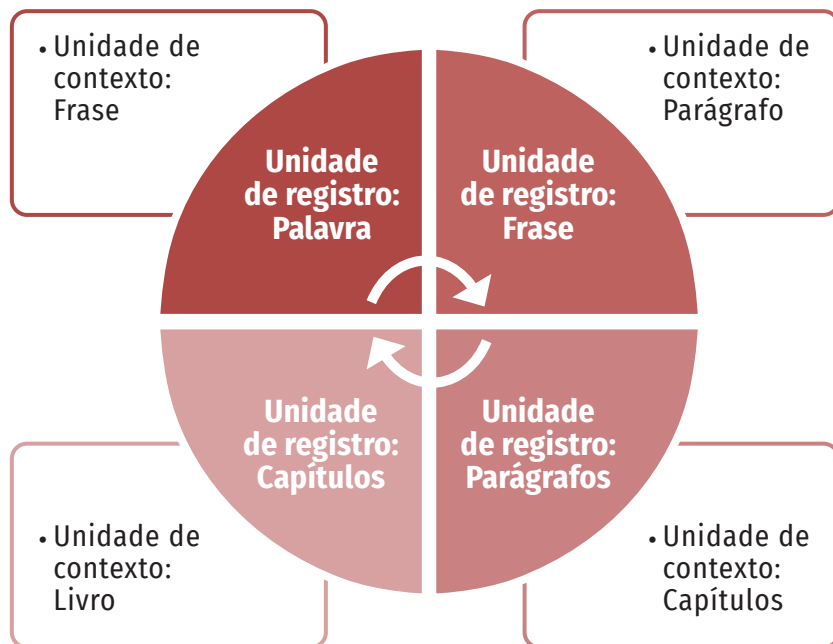 • Unidade de
contexto:
Frase
• Unidade de
contexto:
Parágrafo
Unidade
de registro:
Palavra
Unidade
de registro:
Frase
Unidade
de registro:
Capítulos
Unidade
de registro:
Parágrafos
• Unidade de
contexto:
Livro
• Unidade de
contexto:
Capítulos